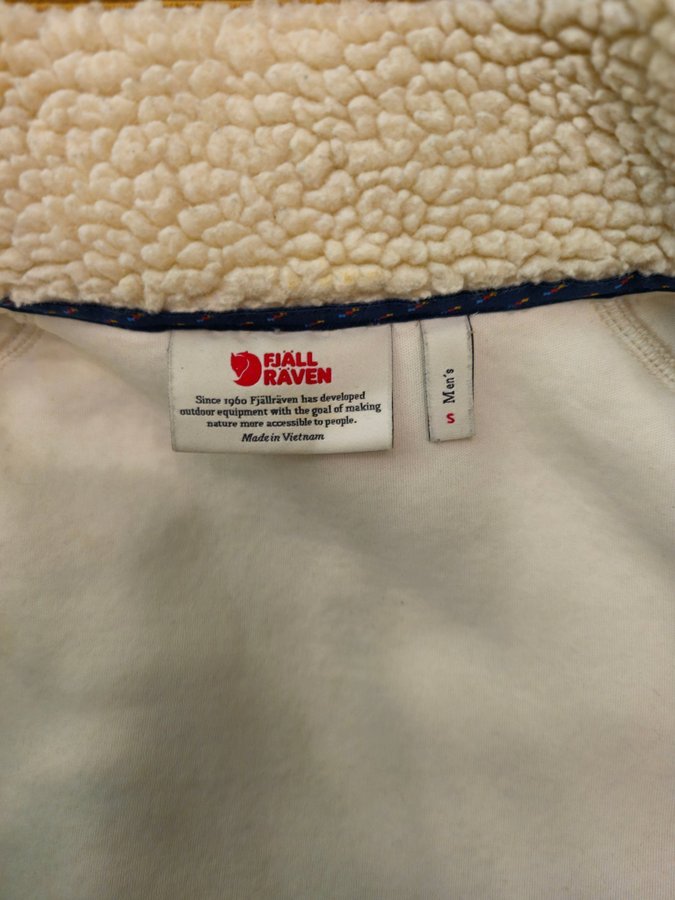 FJÄLL
RÄVEN
Since 1960 Fjällräven has developed
outdoor equipment with the goal of making
nature more accessible to people.
Made in Vietnam
Men's
S